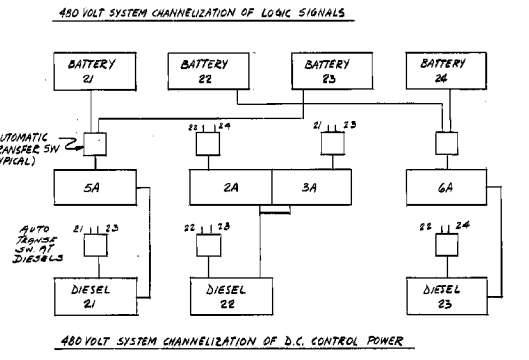 480 VOLT SYSTEM CHANNELIZATION OF LOGIC SIGNALS
BATTERY
21
BATTERY
22
BATTERY
23
BATTERY
24
UTOMATIC
RANSFER SW
YPICAL)
22 24
21 23
5A
2A
3A
6A
AUTO
TRANSF
SW. AT
DIESELS
21 23
22 23
22 24
DIESEL
21
DIESEL
22
DIESEL
23
480 VOLT SYSTEM CHANNELIZATION OF D.C. CONTROL POWER